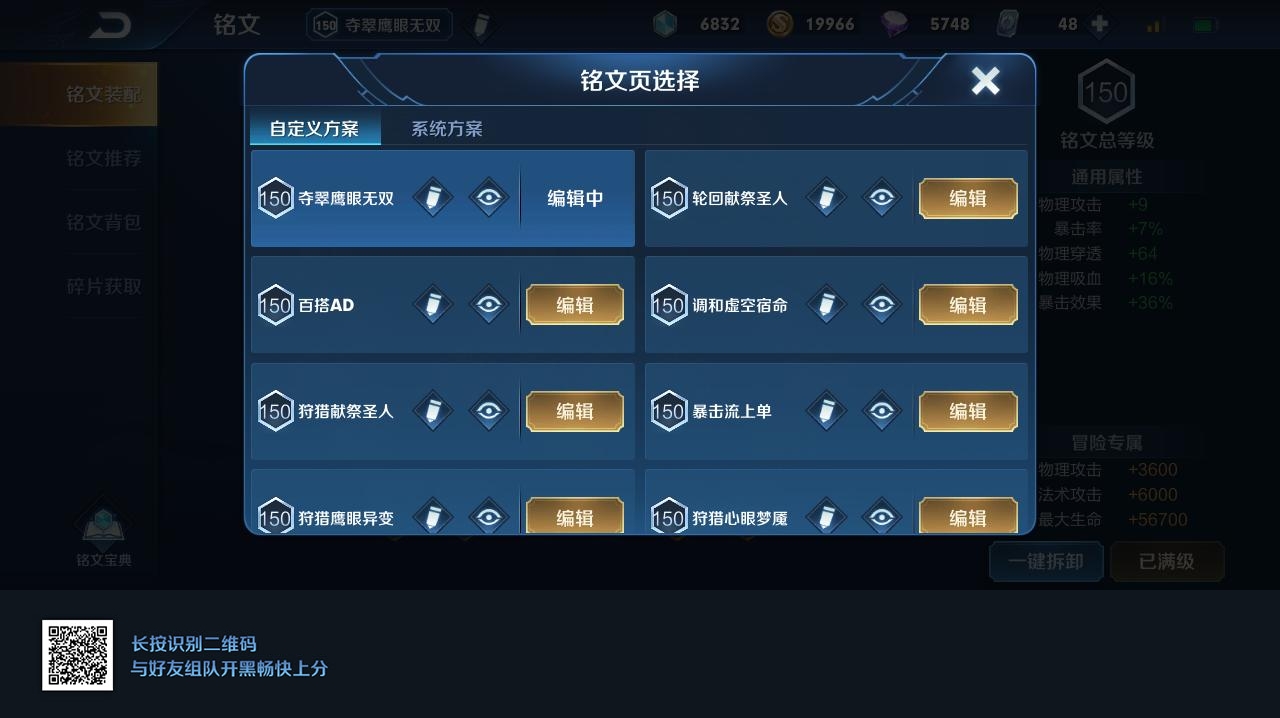 铭文
150 夺翠鹰眼无双
6832
19966
5748
48
铭文页选择
自定义方案
系统方案
150 夺翠鹰眼无双
编辑中
150 轮回献祭圣人
编辑
150 百搭AD
编辑
150 调和虚空宿命
编辑
150 狩猎献祭圣人
编辑
150 暴击流上单
编辑
150 狩猎鹰眼异变
编辑
150 狩猎心眼梦魇
编辑
铭文装配
铭文推荐
铭文背包
碎片获取
铭文宝典
150
铭文总等级
通用属性
物理攻击 +9
暴击率 +7%
物理穿透 +64
物理吸血 +16%
暴击效果 +36%
冒险专属
物理攻击 +3600
法术攻击 +6000
最大生命 +56700
一键拆卸
已满级
长按识别二维码
与好友组队开黑畅快上分